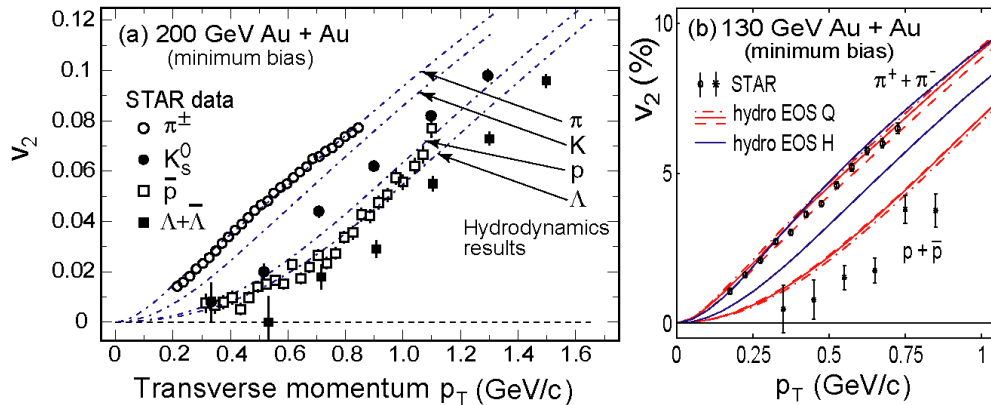 (a) 200 GeV Au + Au
(minimum bias)
STAR data
π±
K⁰ₛ
p̄
Λ+Λ̄
π
K
p
Λ
Hydrodynamics
results
v₂
0.12
0.1
0.08
0.06
0.04
0.02
0
0 0.2 0.4 0.6 0.8 1.0 1.2 1.4 1.6
Transverse momentum p_T (GeV/c)
(b) 130 GeV Au + Au
(minimum bias)
STAR
hydro EOS Q
hydro EOS H
π⁺ + π⁻
p + p̄
v₂ (%)
10
5
0
0 0.25 0.5 0.75 1
p_T (GeV/c)